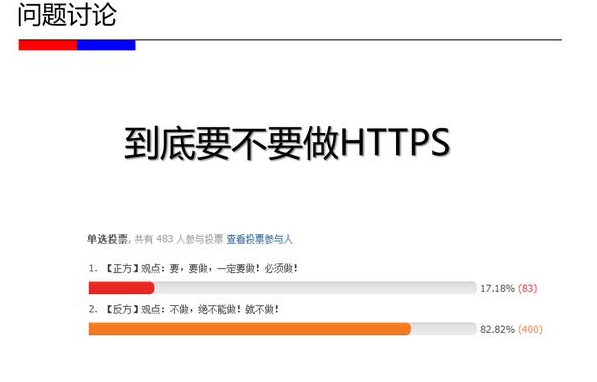 问题讨论
到底要不要做HTTPS
单选投票, 共有 483 人参与投票 查看投票参与人
1. 【正方】观点：要，要做，一定要做！必须做！
17.18% (83)
2. 【反方】观点：不做，绝不能做！就不做！
82.82% (400)